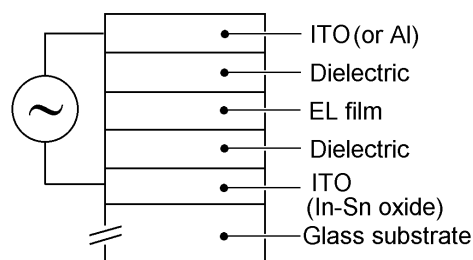 ITO (or Al)
Dielectric
EL film
Dielectric
ITO
(In-Sn oxide)
Glass substrate